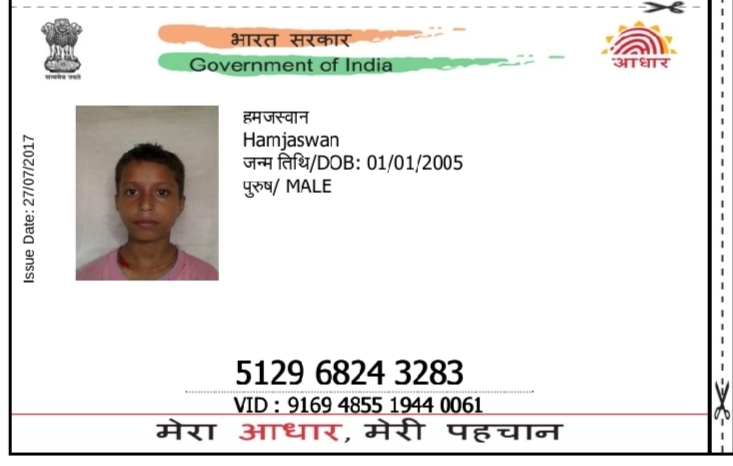 भारत सरकार
Government of India
सत्यमेव जयते
आधार
Issue Date: 27/07/2017
हमजस्वान
Hamjaswan
जन्म तिथि/DOB: 01/01/2005
पुरुष/ MALE
5129 6824 3283
VID : 9169 4855 1944 0061
मेरा आधार, मेरी पहचान